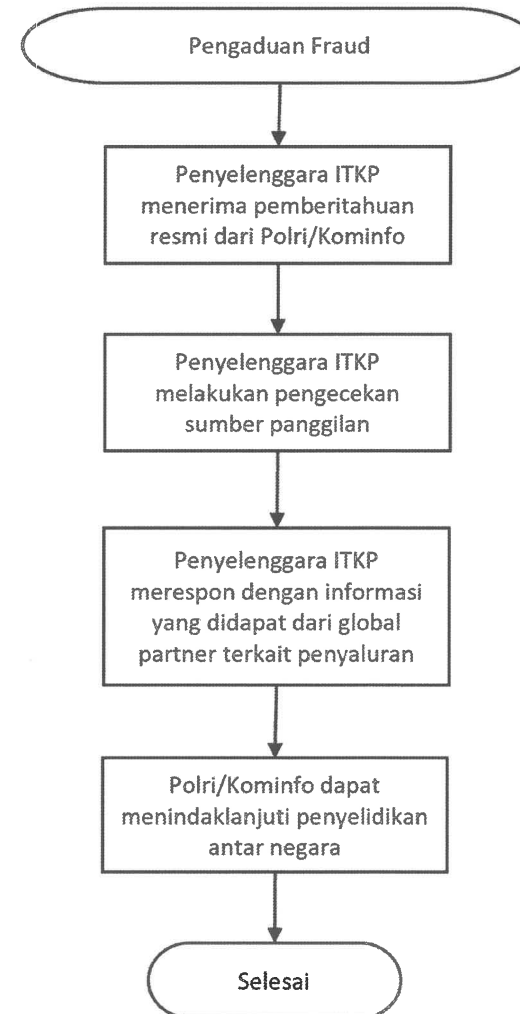 Pengaduan Fraud
Penyelenggara ITKP
menerima pemberitahuan
resmi dari Polri/Kominfo
Penyelenggara ITKP
melakukan pengecekan
sumber panggilan
Penyelenggara ITKP
merespon dengan informasi
yang didapat dari global
partner terkait penyaluran
Polri/Kominfo dapat
menindaklanjuti penyelidikan
antar negara
Selesai